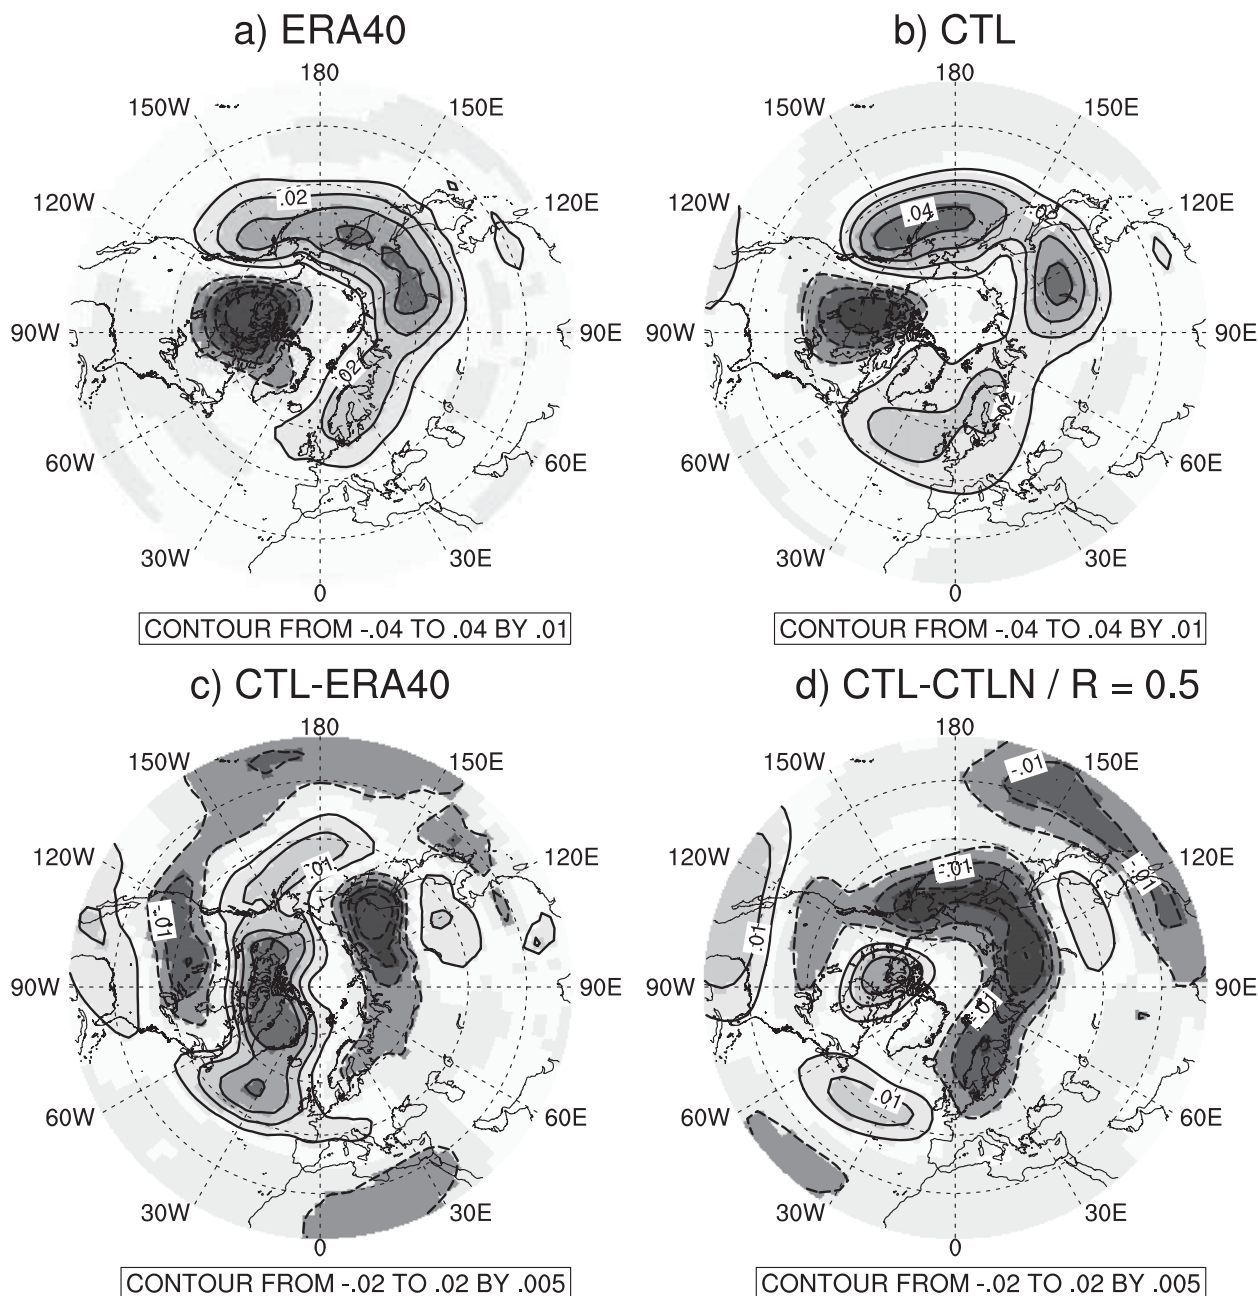 a) ERA40
b) CTL
180
150W
150E
120W
120E
90W
90E
60W
60E
30W
30E
0
.02
.02
CONTOUR FROM -.04 TO .04 BY .01
180
150W
150E
120W
120E
90W
90E
60W
60E
30W
30E
0
.04
.02
CONTOUR FROM -.04 TO .04 BY .01
c) CTL-ERA40
d) CTL-CTLN / R = 0.5
180
150W
150E
120W
120E
90W
90E
60W
60E
30W
30E
0
.01
-.01
CONTOUR FROM -.02 TO .02 BY .005
180
150W
150E
120W
120E
90W
90E
60W
60E
30W
30E
0
-.01
-.01
-.01
.01
-.01
.01
CONTOUR FROM -.02 TO .02 BY .005